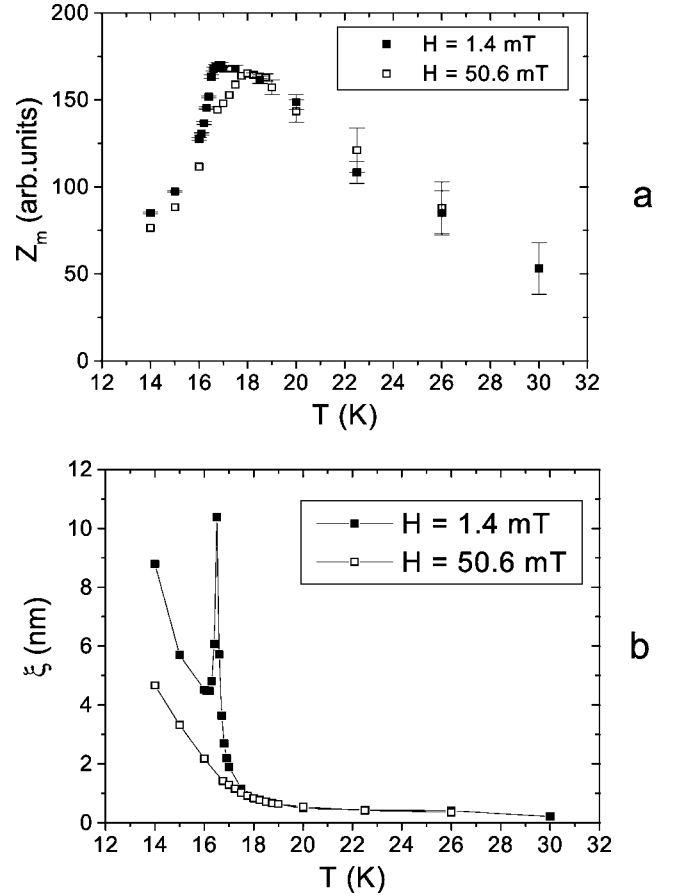 200
150
100
50
0
Z_m (arb.units)
H = 1.4 mT
H = 50.6 mT
12 14 16 18 20 22 24 26 28 30 32
T (K)
a
12
10
8
6
4
2
0
ξ (nm)
H = 1.4 mT
H = 50.6 mT
12 14 16 18 20 22 24 26 28 30 32
T (K)
b